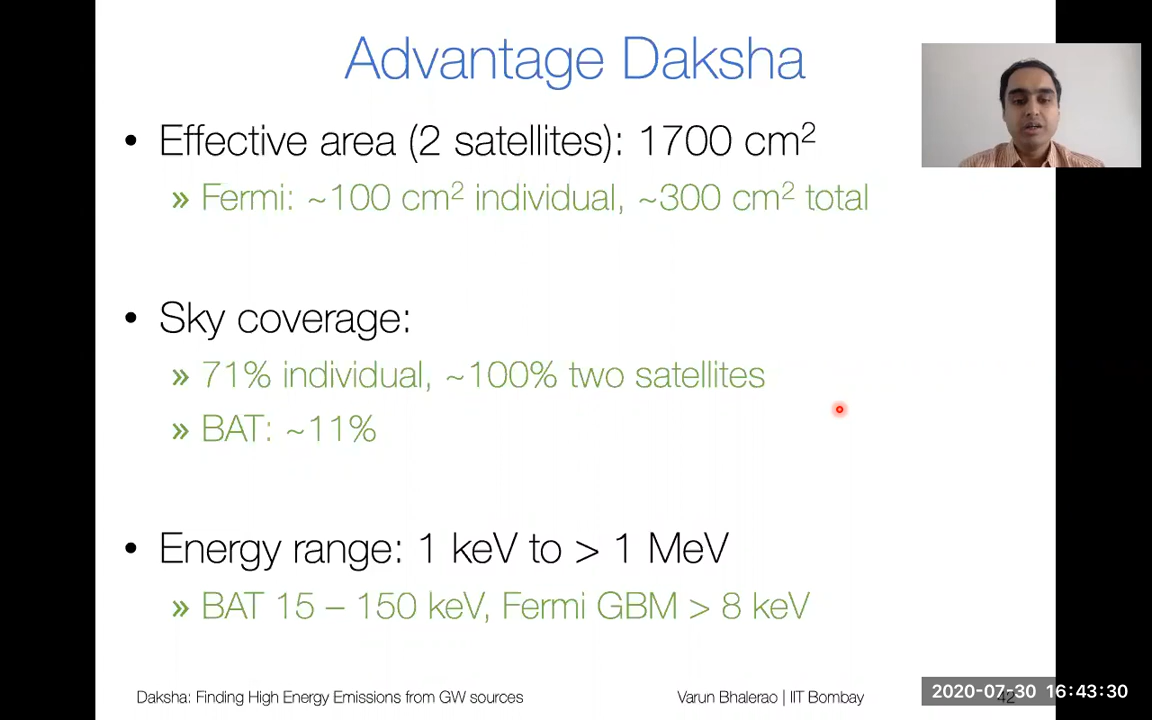 Advantage Daksha
• Effective area (2 satellites): 1700 cm²
» Fermi: ~100 cm² individual, ~300 cm² total
• Sky coverage:
» 71% individual, ~100% two satellites
» BAT: ~11%
• Energy range: 1 keV to > 1 MeV
» BAT 15 – 150 keV, Fermi GBM > 8 keV
Daksha: Finding High Energy Emissions from GW sources
Varun Bhalerao | IIT Bombay
42
2020-07-30 16:43:30